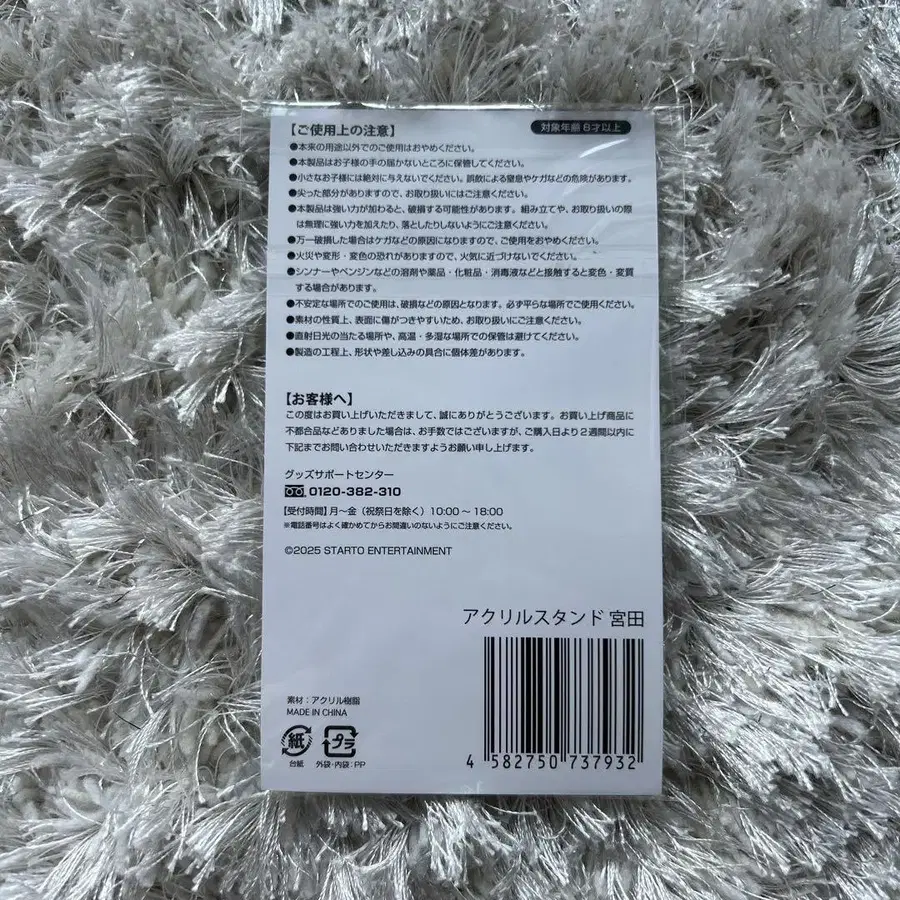 【ご使用上の注意】
対象年齢 6才以上
●本来の用途以外でのご使用はおやめください。
●本製品はお子様の手の届かないところに保管してください。
●小さなお子様には絶対に与えないでください。誤飲による窒息やケガなどの危険があります。
●尖った部分がありますので、お取り扱いにはご注意ください。
●本製品は強い力が加わると、破損する可能性があります。組み立てや、お取り扱いの際
は無理に強い力を加えたり、落としたりしないようにご注意ください。
●万一破損した場合はケガなどの原因になりますので、ご使用をおやめください。
●火災や変形・変色の恐れがありますので、火気に近づけないでください。
●シンナーやベンジンなどの溶剤や薬品・化粧品・消毒液などと接触すると変色・変質
する場合があります。
●不安定な場所でのご使用は、破損などの原因となります。必ず平らな場所でご使用ください。
●素材の性質上、表面に傷がつきやすいため、お取り扱いにご注意ください。
●直射日光の当たる場所や、高温・多湿な場所での保管は避けてください。
●製造の工程上、形状や差し込みの具合に個体差があります。
【お客様へ】
この度はお買い上げいただきまして、誠にありがとうございます。お買い上げ商品に
不都合品などありました場合は、お手数ではございますが、ご購入日より2週間以内に
下記までお問い合わせいただきますようお願い申し上げます。
グッズサポートセンター
0120-382-310
【受付時間】月〜金（祝祭日を除く）10:00 〜 18:00
※電話番号はよく確かめてからお間違いのないようにご注意ください。
©2025 STARTO ENTERTAINMENT
アクリルスタンド 宮田
素材：アクリル樹脂
MADE IN CHINA
紙
プラ
台紙
外袋・内袋：PP
4 582750 737932